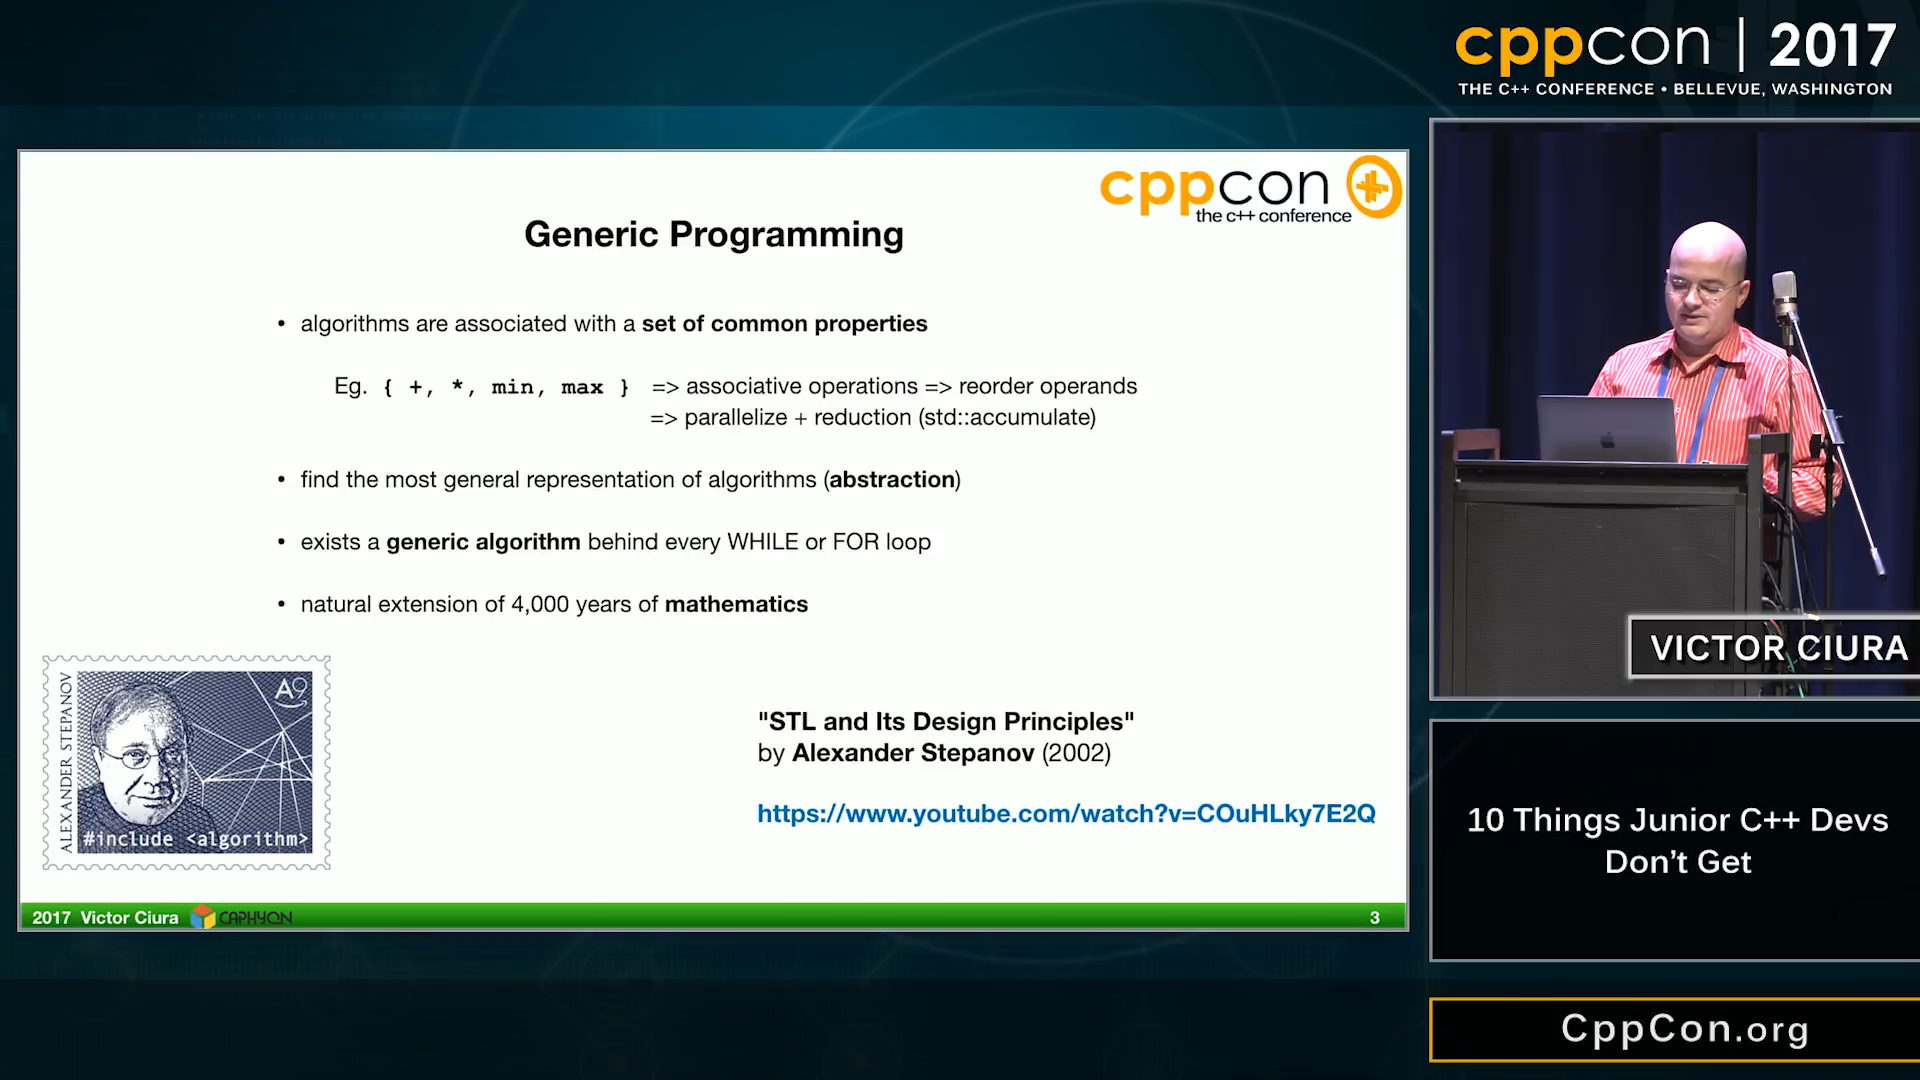 cppcon | 2017
THE C++ CONFERENCE • BELLEVUE, WASHINGTON
cppcon
the c++ conference
Generic Programming
• algorithms are associated with a set of common properties
Eg. { +, *, min, max } => associative operations => reorder operands
=> parallelize + reduction (std::accumulate)
• find the most general representation of algorithms (abstraction)
• exists a generic algorithm behind every WHILE or FOR loop
• natural extension of 4,000 years of mathematics
ALEXANDER STEPANOV
A9
#include <algorithm>
"STL and Its Design Principles"
by Alexander Stepanov (2002)
https://www.youtube.com/watch?v=COuHLky7E2Q
2017 Victor Ciura CAPHYON
3
VICTOR CIURA
10 Things Junior C++ Devs
Don't Get
CppCon.org